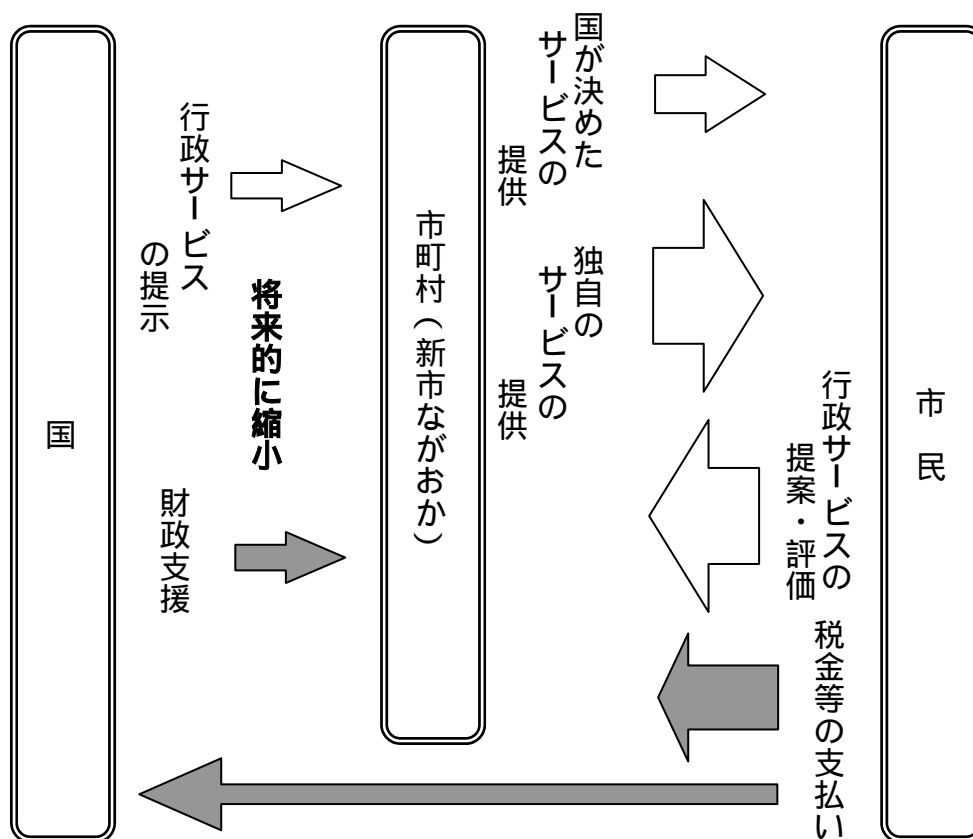 国
行政サービス
の提示
将来的に縮小
財政支援
市町村（新市ながおか）
国が決めた
サービスの
提供
独自の
サービスの
提供
行政サービスの
提案・評価
税金等の支払い
市民